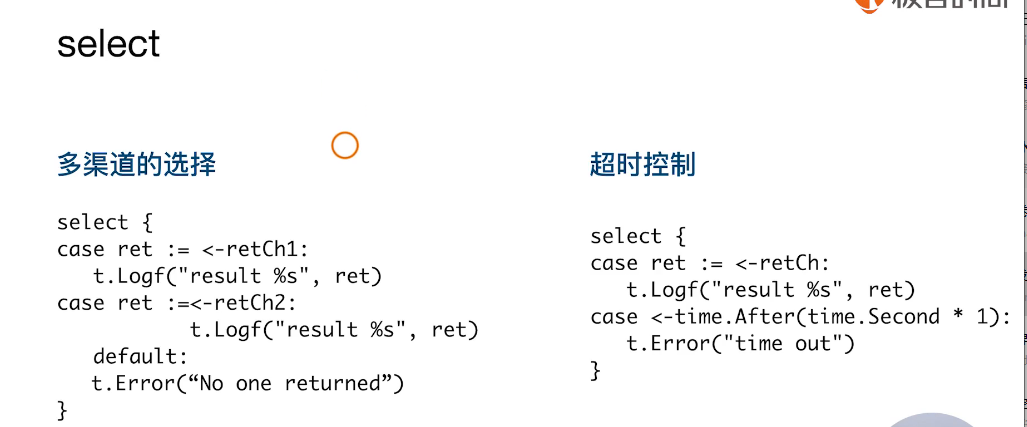 select
多渠道的选择
select {
case ret := <-retCh1:
t.Logf("result %s", ret)
case ret :=<-retCh2:
t.Logf("result %s", ret)
default:
t.Error(“No one returned”)
}
超时控制
select {
case ret := <-retCh:
t.Logf("result %s", ret)
case <-time.After(time.Second * 1):
t.Error("time out")
}